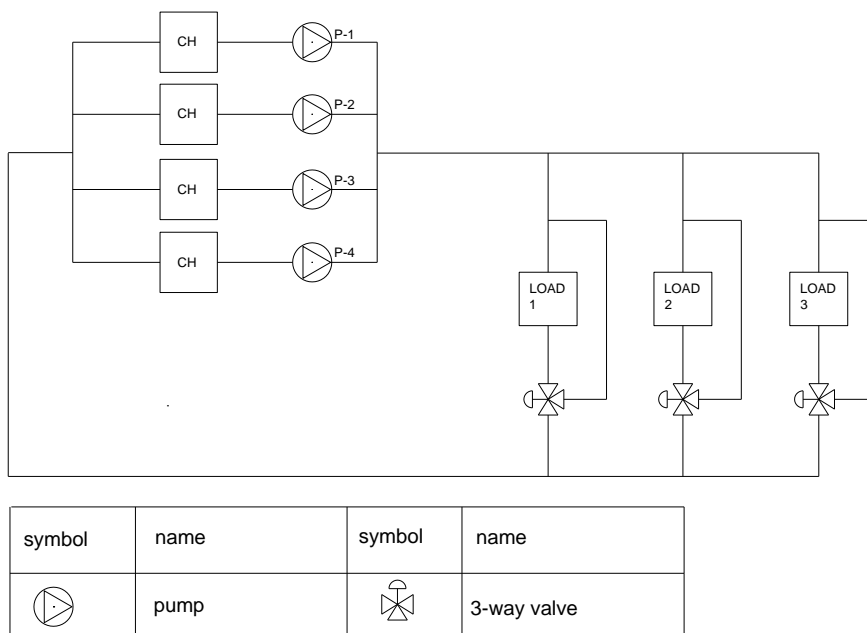 CH
P-1
CH
P-2
CH
P-3
CH
P-4
LOAD
1
LOAD
2
LOAD
3
symbol name symbol name
pump 3-way valve